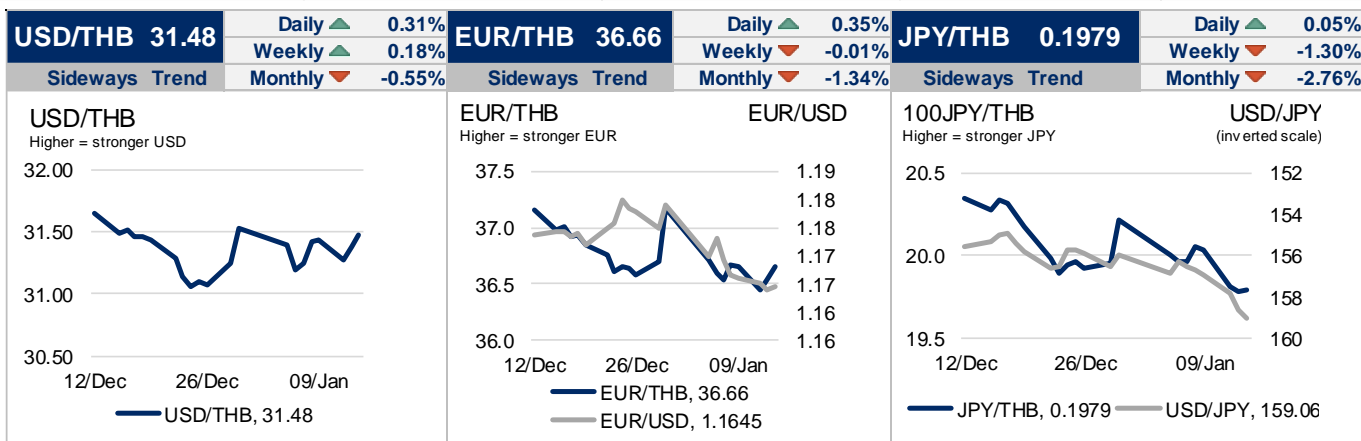 USD/THB 31.48
Daily 0.31%
Weekly 0.18%
Sideways Trend
Monthly -0.55%
USD/THB
Higher = stronger USD
32.00
31.50
31.00
30.50
12/Dec 26/Dec 09/Jan
USD/THB, 31.48
EUR/THB 36.66
Daily 0.35%
Weekly -0.01%
Sideways Trend
Monthly -1.34%
EUR/THB EUR/USD
Higher = stronger EUR
37.5 1.19
1.18
37.0 1.18
1.17
36.5 1.17
1.16
36.0 1.16
12/Dec 26/Dec 09/Jan
EUR/THB, 36.66
EUR/USD, 1.1645
JPY/THB 0.1979
Daily 0.05%
Weekly -1.30%
Sideways Trend
Monthly -2.76%
100JPY/THB USD/JPY
Higher = stronger JPY (inverted scale)
20.5 152
154
20.0 156
158
19.5 160
12/Dec 26/Dec 09/Jan
JPY/THB, 0.1979 USD/JPY, 159.06